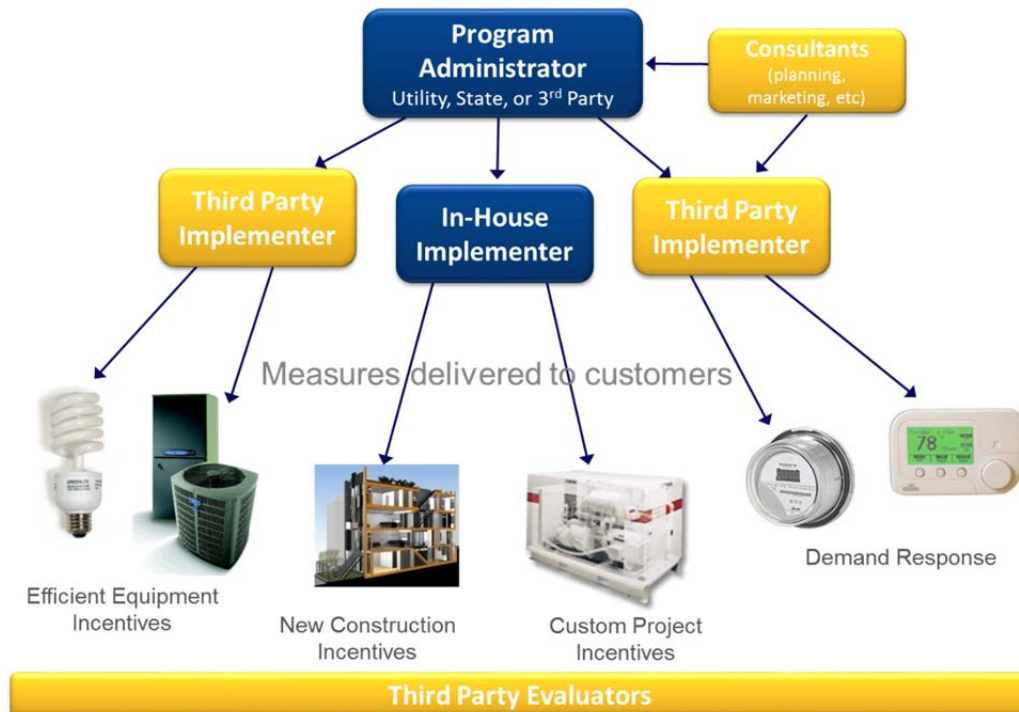 Program
Administrator
Utility, State, or 3rd Party
Consultants
(planning,
marketing, etc)
Third Party
Implementer
In-House
Implementer
Third Party
Implementer
Measures delivered to customers
GREENLITE
78
Efficient Equipment
Incentives
New Construction
Incentives
Custom Project
Incentives
Demand Response
Third Party Evaluators